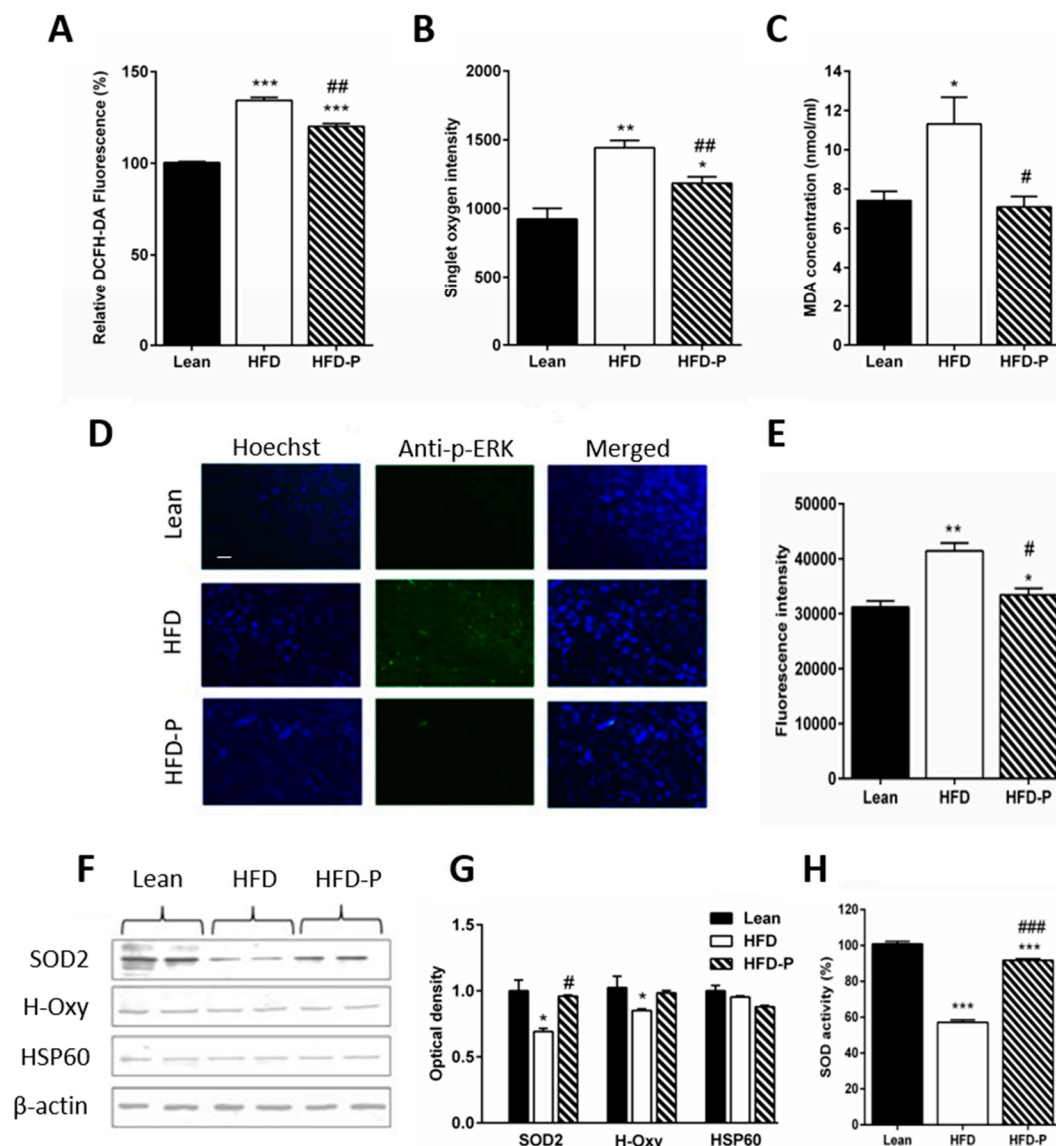 A
Relative DCFH-DA Fluorescence (%)
150
100
50
0
***
##
***
Lean HFD HFD-P
B
Singlet oxygen intensity
2000
1500
1000
500
0
**
##
*
Lean HFD HFD-P
C
MDA concentration (nmol/ml)
14
12
10
8
6
4
2
0
*
#
Lean HFD HFD-P
D
Hoechst Anti-p-ERK Merged
Lean
HFD
HFD-P
E
Fluorescence intensity
50000
40000
30000
20000
10000
0
**
#
*
Lean HFD HFD-P
F
Lean HFD HFD-P
SOD2
H-Oxy
HSP60
β-actin
G
Optical density
1.5
1.0
0.5
0.0
Lean
HFD
HFD-P
*
#
*
SOD2 H-Oxy HSP60
H
SOD activity (%)
120
100
80
60
40
20
0
***
###
***
Lean HFD HFD-P